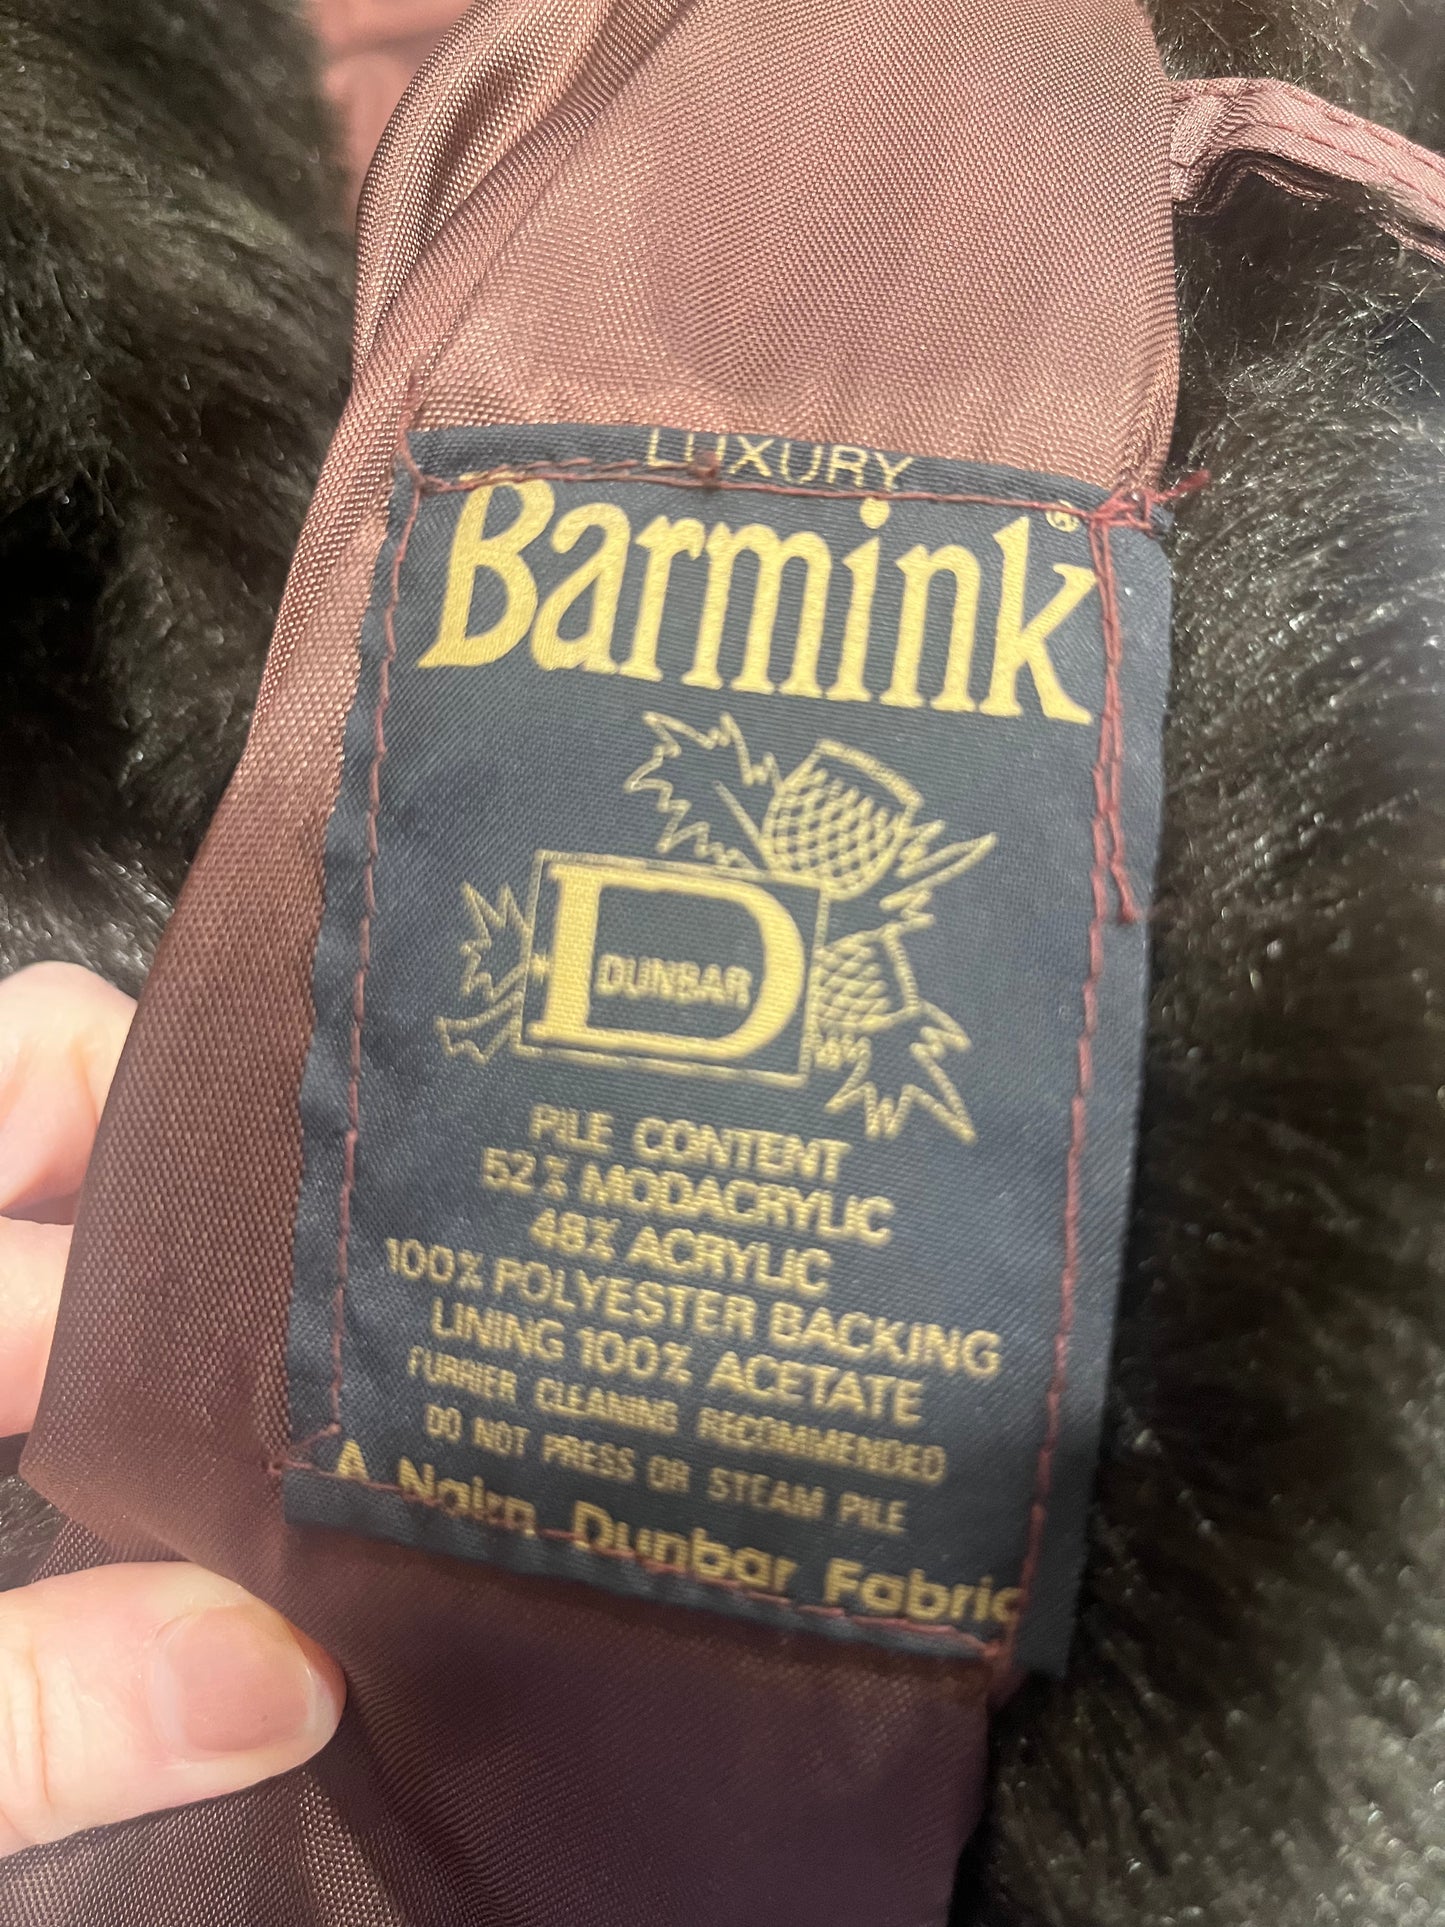 LUXURY
Barmink®
DUNBAR
PILE CONTENT
52% MODACRYLIC
48% ACRYLIC
100% POLYESTER BACKING
LINING 100% ACETATE
FURRIER CLEANING RECOMMENDED
DO NOT PRESS OR STEAM PILE
A Nairn Dunbar Fabric